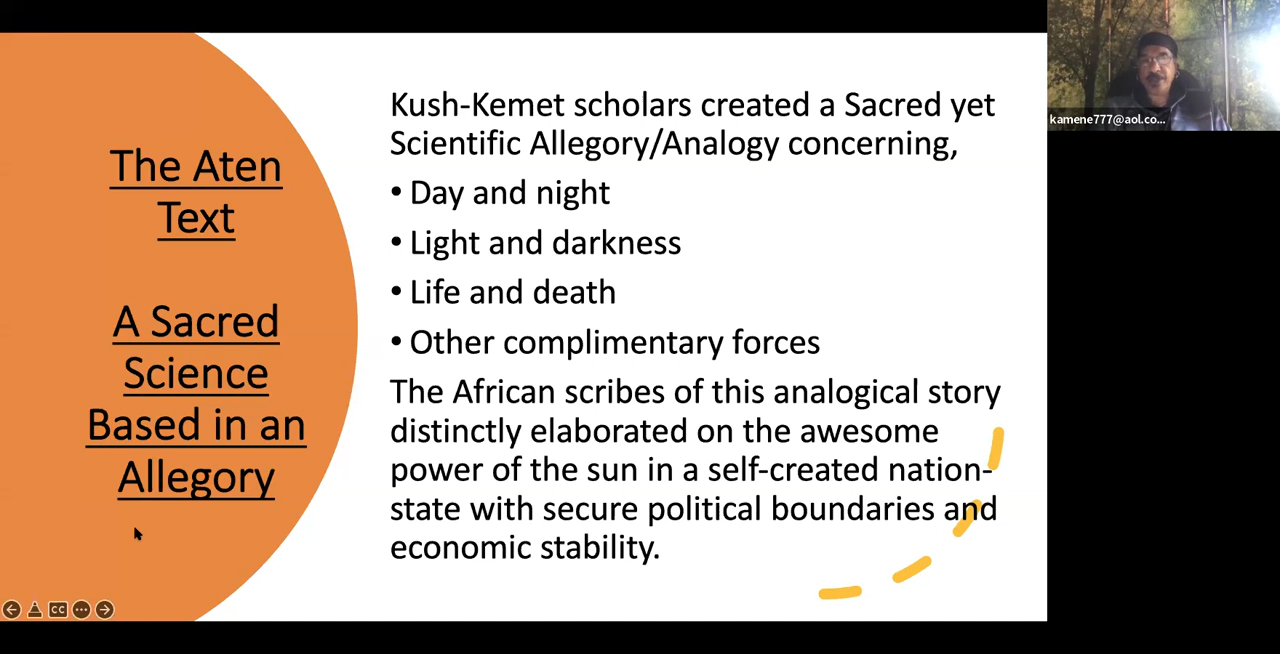 The Aten
Text
A Sacred
Science
Based in an
Allegory
Kush-Kemet scholars created a Sacred yet
Scientific Allegory/Analogy concerning,
• Day and night
• Light and darkness
• Life and death
• Other complimentary forces
The African scribes of this analogical story
distinctly elaborated on the awesome
power of the sun in a self-created nation-
state with secure political boundaries and
economic stability.
kamene777@aol.co...
CC